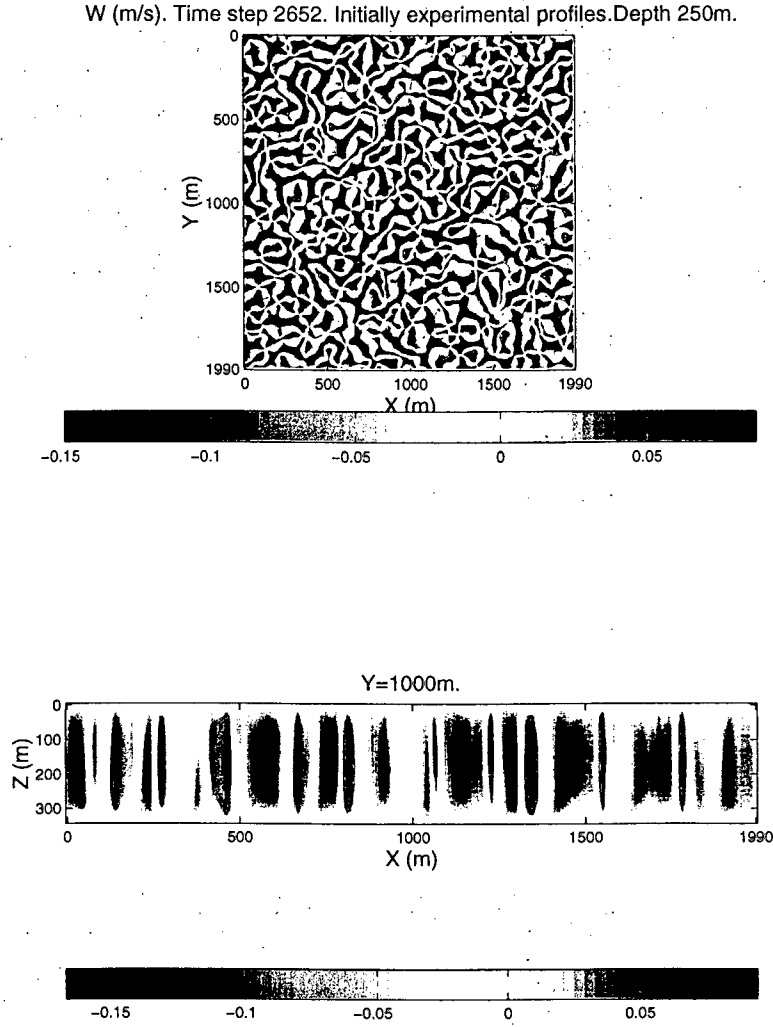 W (m/s). Time step 2652. Initially experimental profiles.Depth 250m.
0
500
1000
1500
1990
Y (m)
0 500 1000 1500 1990
X (m)
−0.15 −0.1 −0.05 0 0.05
Y=1000m.
0
100
200
300
Z (m)
0 500 1000 1500 1990
X (m)
−0.15 −0.1 −0.05 0 0.05